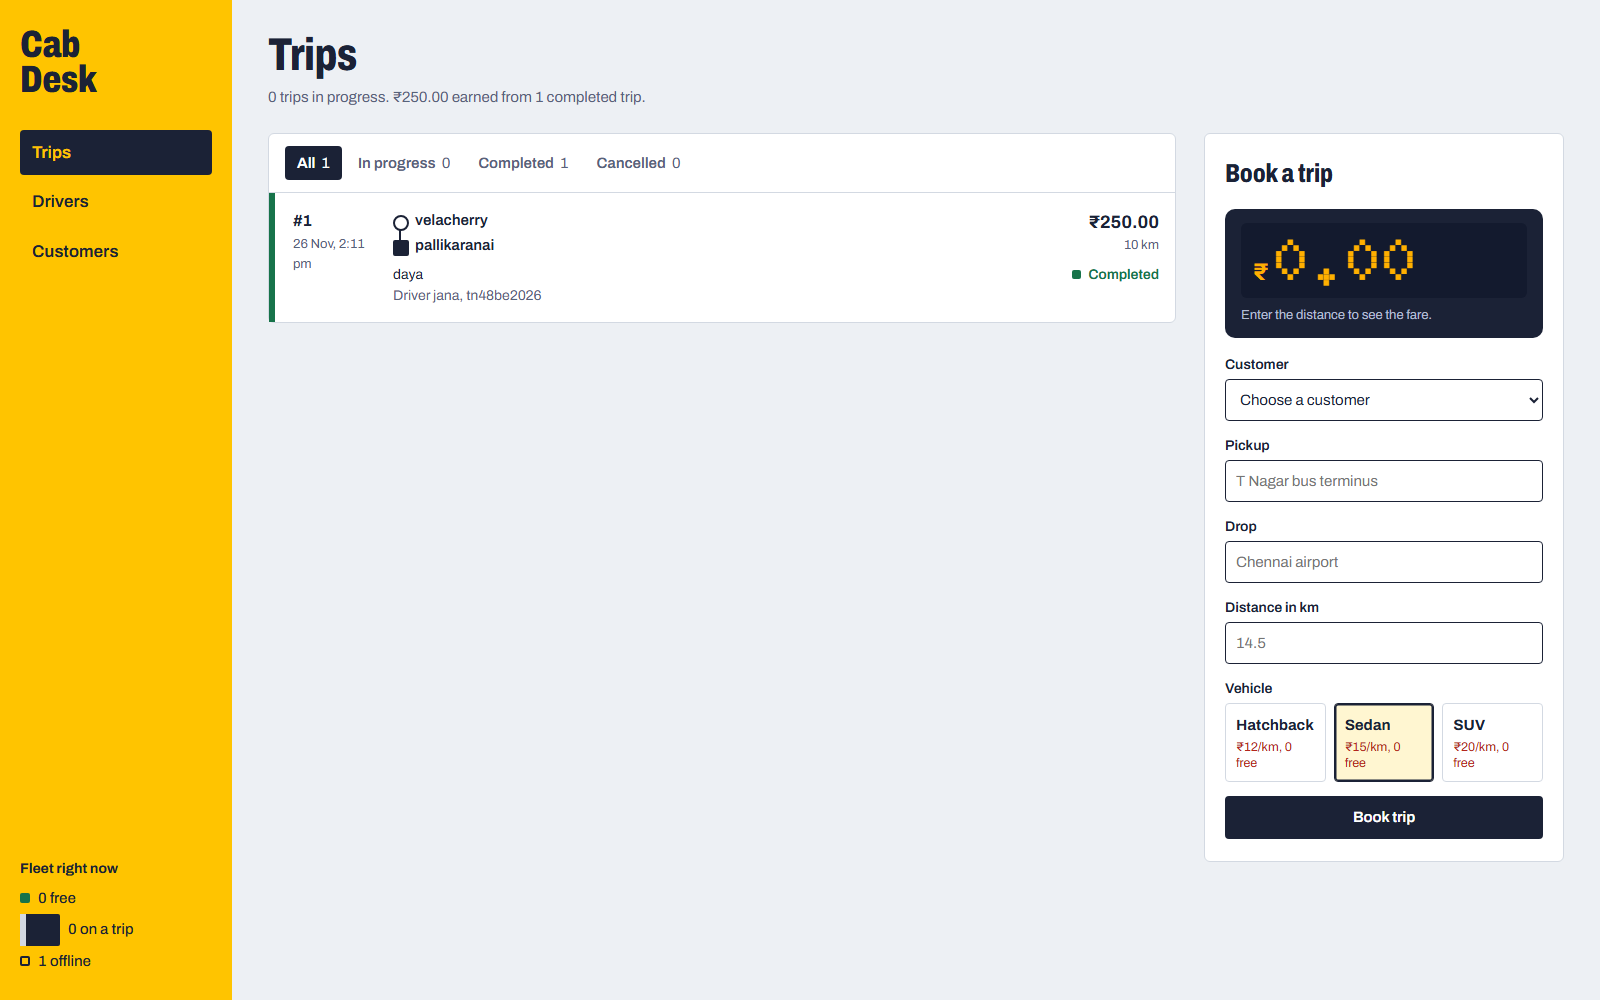 Cab
Desk
Trips
Drivers
Customers
Fleet right now
0 free
0 on a trip
1 offline
Trips
0 trips in progress. ₹250.00 earned from 1 completed trip.
All 1 In progress 0 Completed 1 Cancelled 0
#1
26 Nov, 2:11
pm
velacherry
pallikaranai
daya
Driver jana, tn48be2026
₹250.00
10 km
Completed
Book a trip
₹0.00
Enter the distance to see the fare.
Customer
Choose a customer
Pickup
T Nagar bus terminus
Drop
Chennai airport
Distance in km
14.5
Vehicle
Hatchback
₹12/km, 0
free
Sedan
₹15/km, 0
free
SUV
₹20/km, 0
free
Book trip